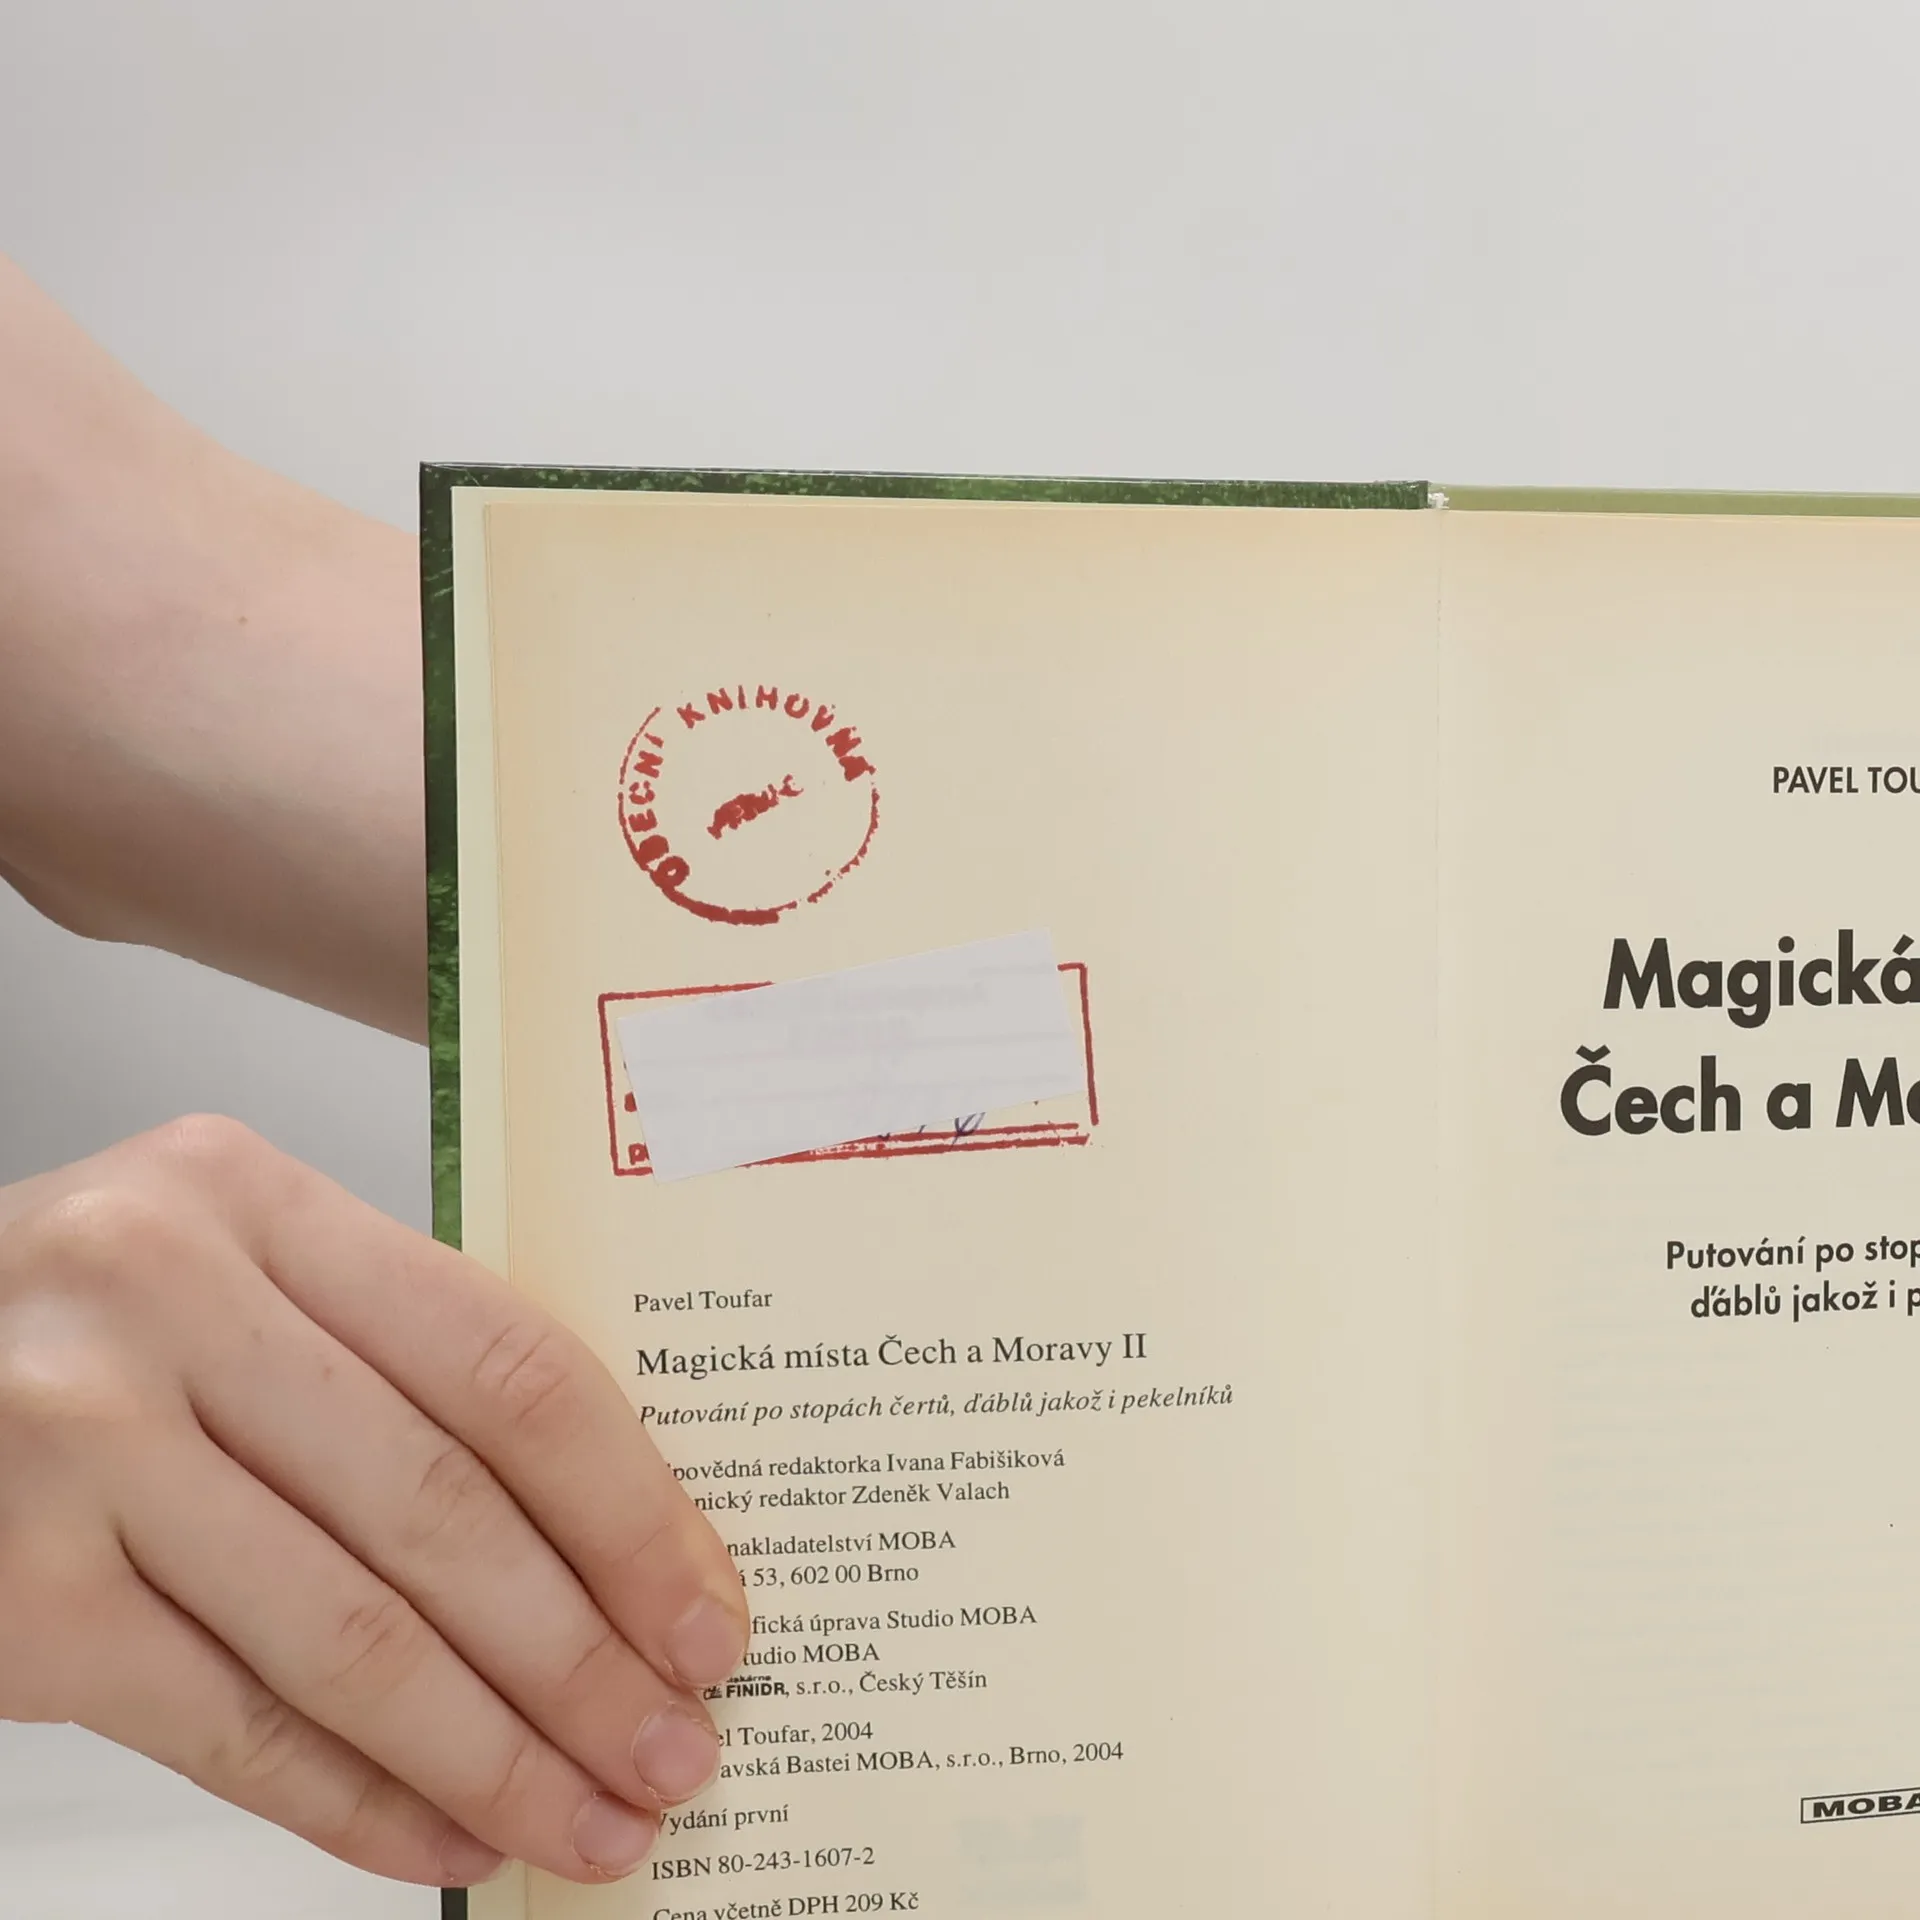 OBECNÍ KNIHOVNA
Pavel Toufar
Magická místa Čech a Moravy II
Putování po stopách čertů, ďáblů jakož i pekelníků
povědná redaktorka Ivana Fabišiková
nický redaktor Zdeněk Valach
nakladatelství MOBA
á 53, 602 00 Brno
fická úprava Studio MOBA
tudio MOBA
FINIDR, s.r.o., Český Těšín
el Toufar, 2004
avská Bastei MOBA, s.r.o., Brno, 2004
Vydání první
ISBN 80-243-1607-2
Cena včetně DPH 209 Kč
PAVEL TOU
Magická
Čech a Mo
Putování po stop
ďáblů jakož i p
MOBA